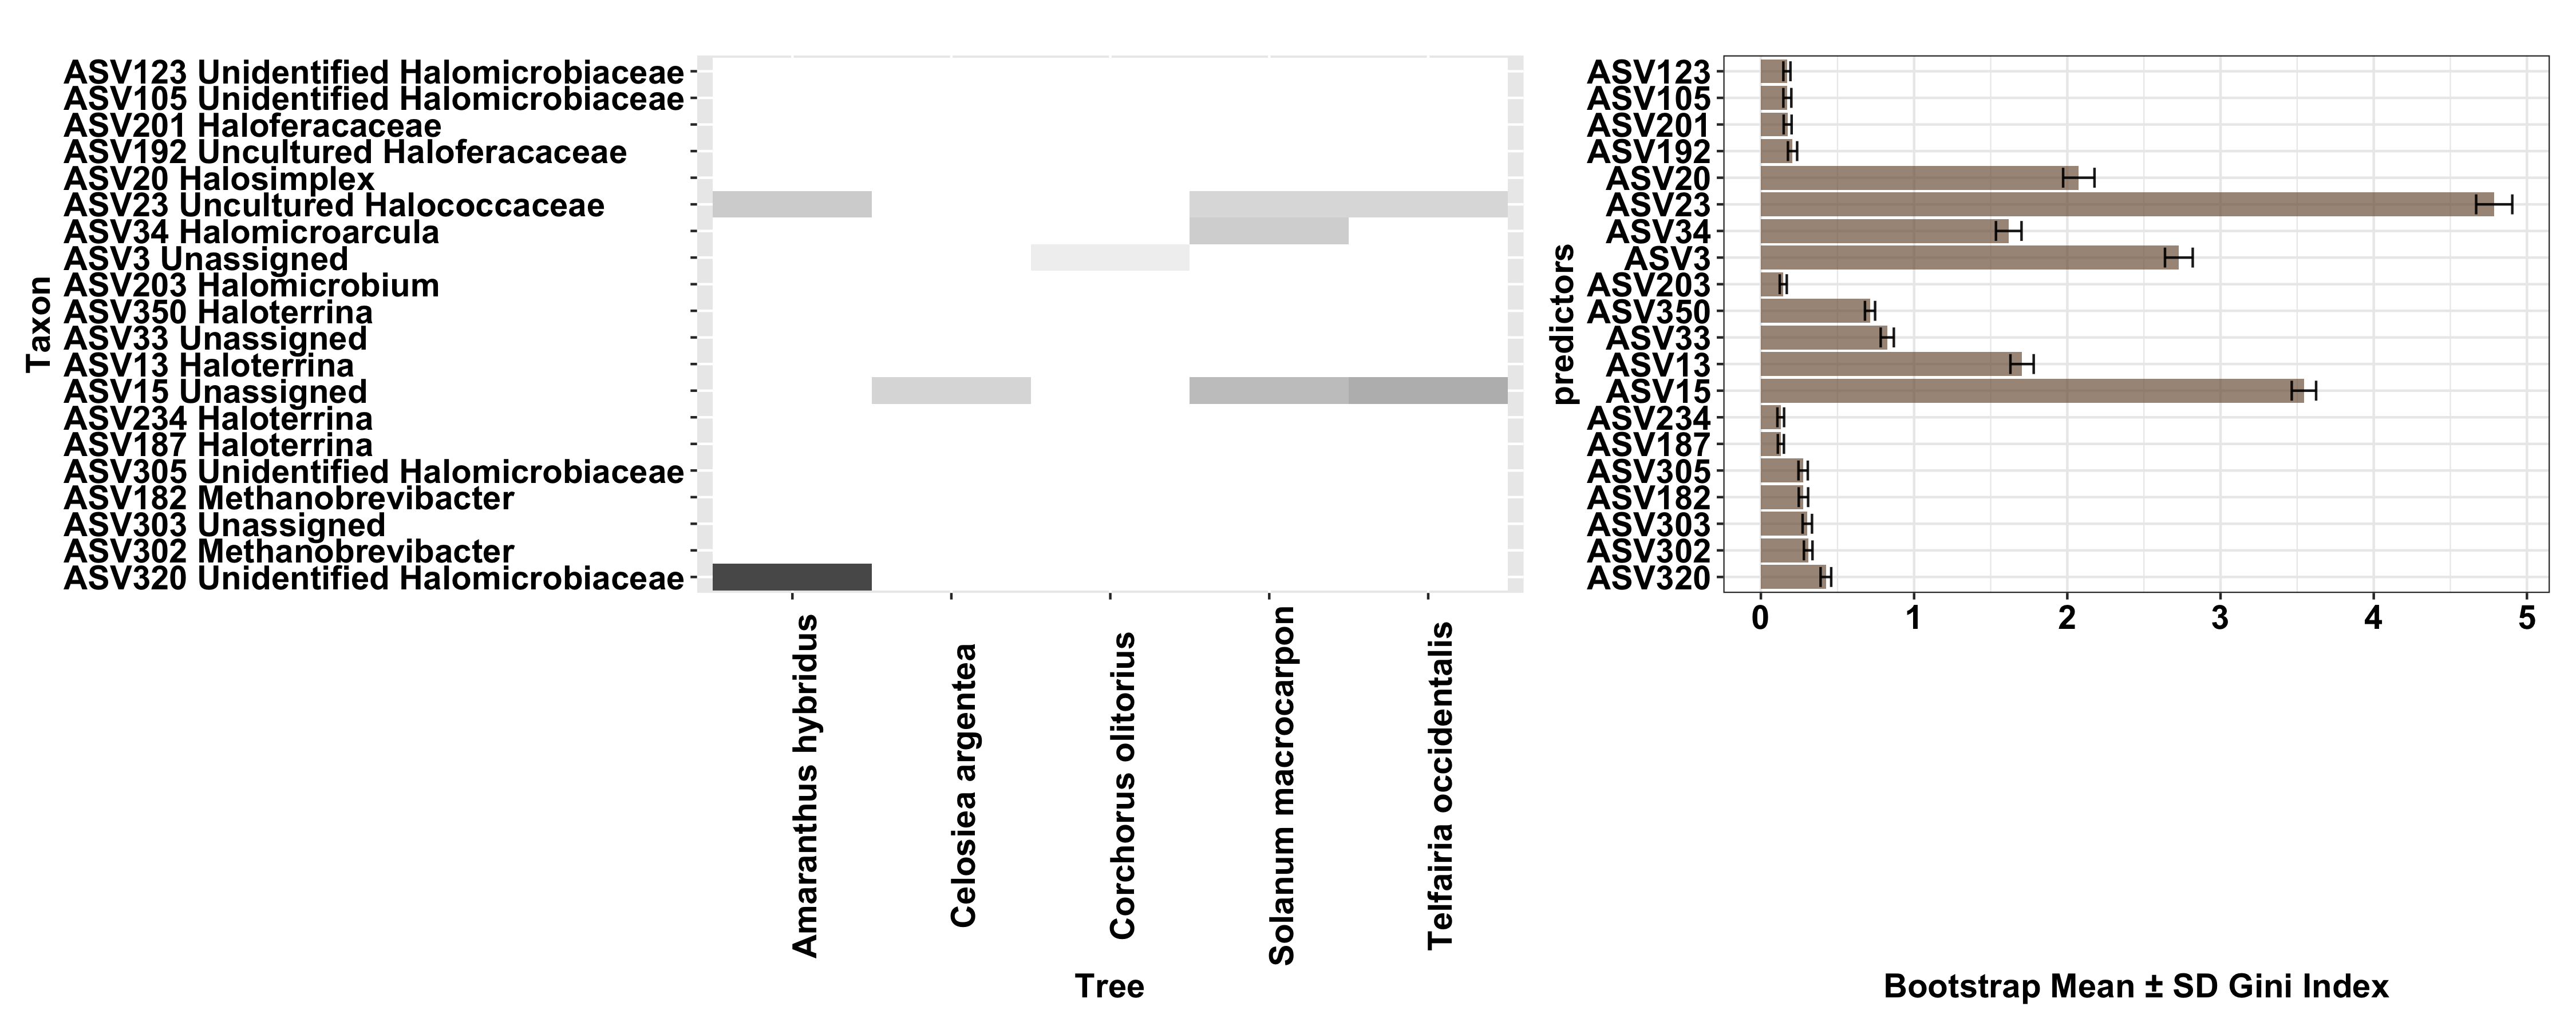 Taxon
ASV123 Unidentified Halomicrobiaceae
ASV105 Unidentified Halomicrobiaceae
ASV201 Haloferacaceae
ASV192 Uncultured Haloferacaceae
ASV20 Halosimplex
ASV23 Uncultured Halococcaceae
ASV34 Halomicroarcula
ASV3 Unassigned
ASV203 Halomicrobium
ASV350 Haloterrina
ASV33 Unassigned
ASV13 Haloterrina
ASV15 Unassigned
ASV234 Haloterrina
ASV187 Haloterrina
ASV305 Unidentified Halomicrobiaceae
ASV182 Methanobrevibacter
ASV303 Unassigned
ASV302 Methanobrevibacter
ASV320 Unidentified Halomicrobiaceae
Amaranthus hybridus
Celosiea argentea
Corchorus olitorius
Solanum macrocarpon
Telfairia occidentalis
Tree
predictors
ASV123
ASV105
ASV201
ASV192
ASV20
ASV23
ASV34
ASV3
ASV203
ASV350
ASV33
ASV13
ASV15
ASV234
ASV187
ASV305
ASV182
ASV303
ASV302
ASV320
0 1 2 3 4 5
Bootstrap Mean ± SD Gini Index